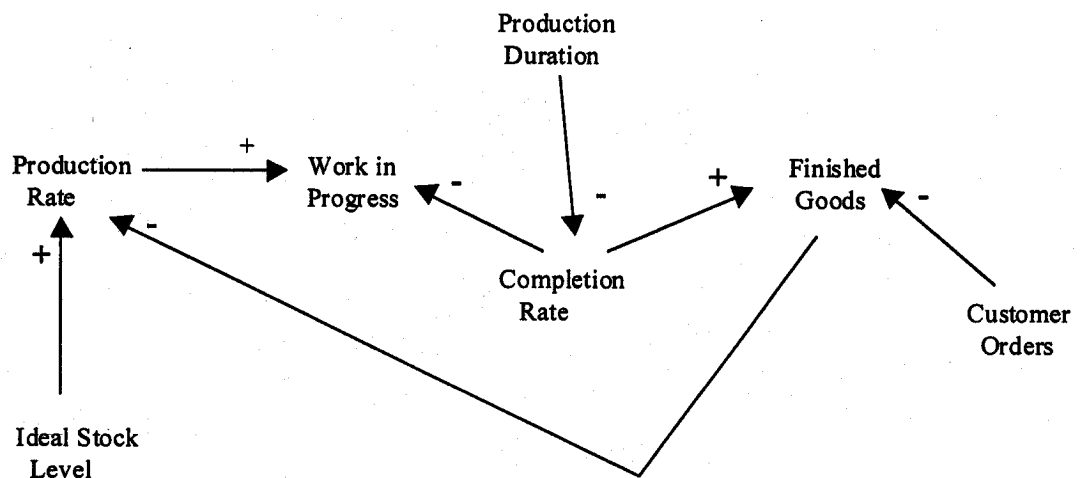 Production
Duration
+
Production
Rate
Work in
Progress
-
-
+
Finished
Goods
-
-
+
Completion
Rate
Customer
Orders
Ideal Stock
Level